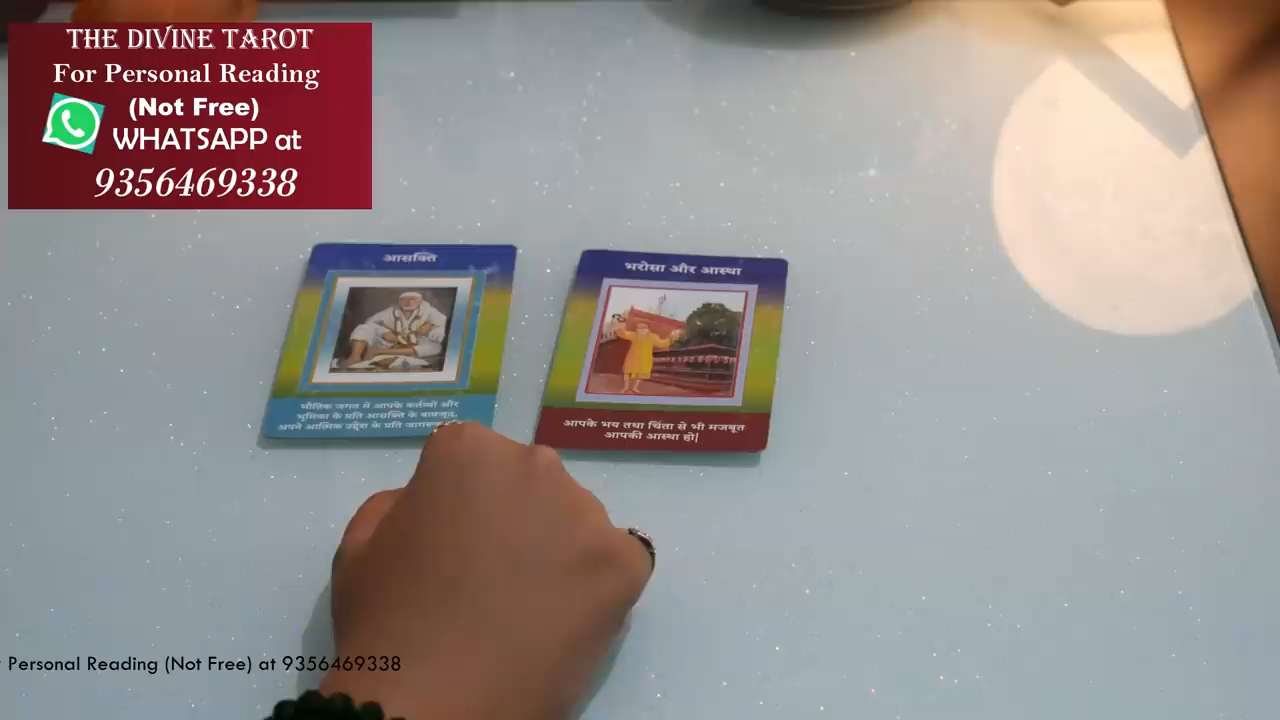 THE DIVINE TAROT
For Personal Reading
(Not Free)
WHATSAPP at
9356469338
आसक्ति
भौतिक जगत में आपके कर्तव्यों और
भूमिका के प्रति आसक्ति के बावजूद,
अपने आत्मिक उद्देश के प्रति जागरूक
भरोसा और आस्था
आपके भय तथा चिंता से भी मजबूत
आपकी आस्था हो|
Personal Reading (Not Free) at 9356469338